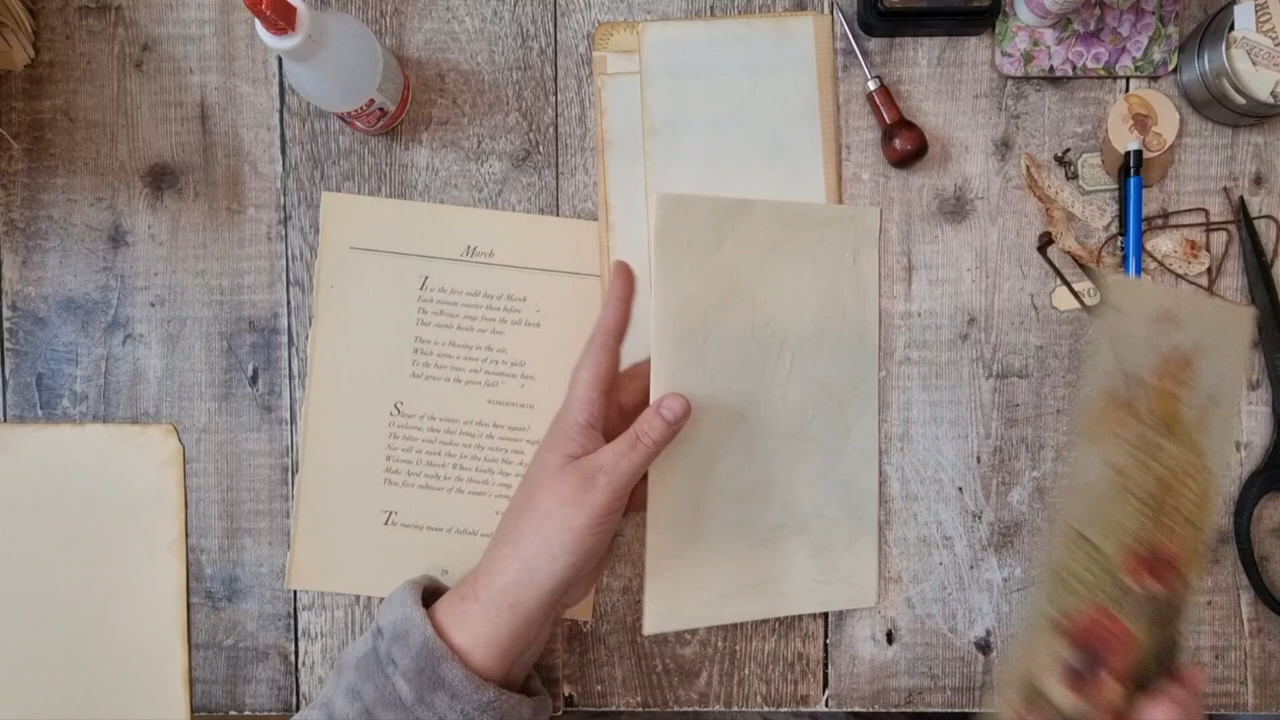 March
It is the first mild day of March
Each minute sweeter than before
The redbreast sings from the tall larch
That stands beside our door.
There is a blessing in the air,
Which seems a sense of joy to yield
To the bare trees, and mountains bare,
And grass in the green field."
WORDSWORTH.
Slayer of the winter, art thou here again?
O welcome, thou that bring'st the summer nigh
The bitter wind makes not thy victory vain,
Nor will we mock thee for thy faint blue sky
Welcome O March! Whose kindly days
Make April ready for the throstle's song,
Thou first redresser of the winter's wrong
"The roaring moon of daffodil and
79
NO